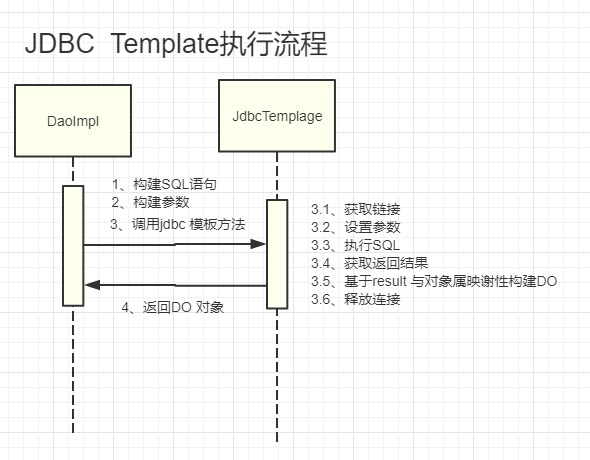 JDBC Template执行流程
DaoImpl
JdbcTemplage
1、构建SQL语句
2、构建参数
3、调用jdbc 模板方法
3.1、获取链接
3.2、设置参数
3.3、执行SQL
3.4、获取返回结果
3.5、基于result 与对象属映谢性构建DO
3.6、释放连接
4、返回DO 对象